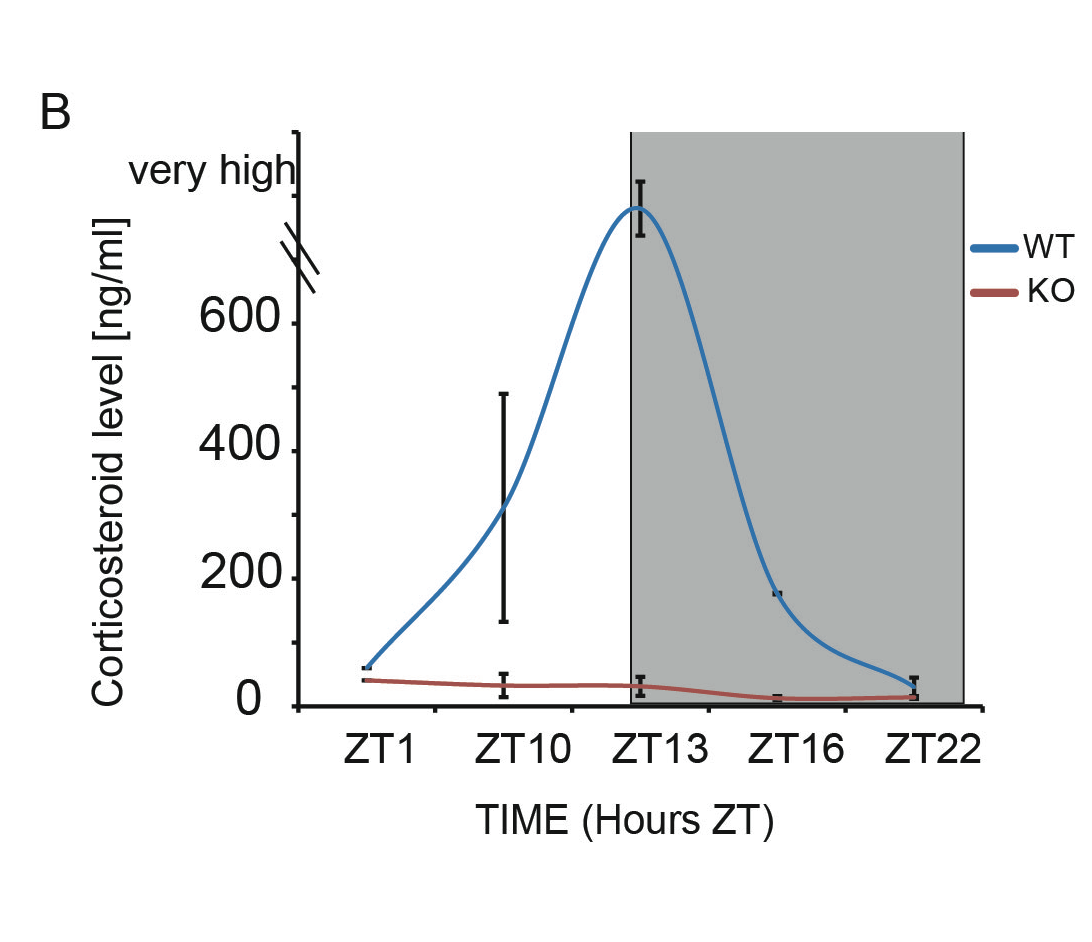 B
very high
Corticosteroid level [ng/ml]
600
400
200
0
WT
KO
ZT1 ZT10 ZT13 ZT16 ZT22
TIME (Hours ZT)